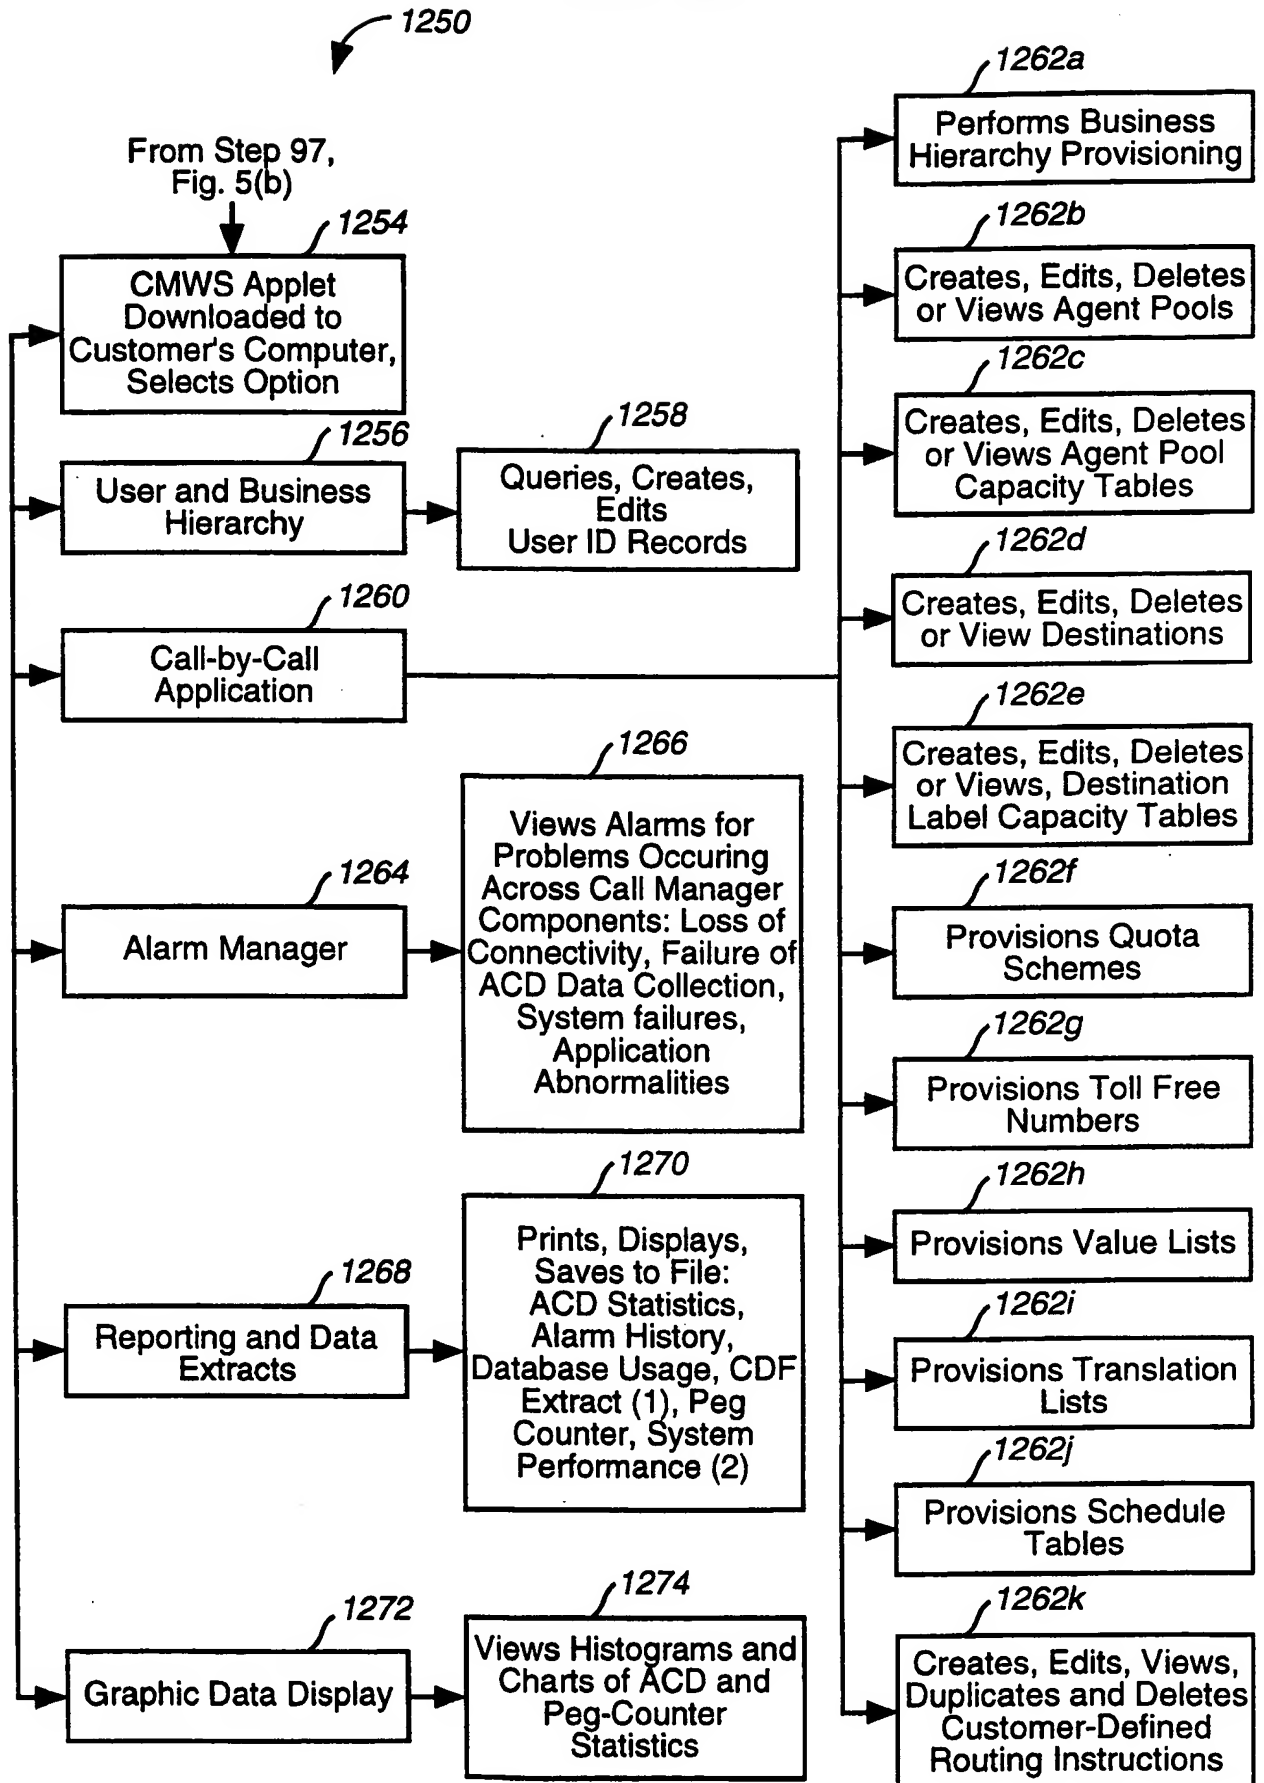 1250
From Step 97,
Fig. 5(b)
1254
CMWS Applet
Downloaded to
Customer's Computer,
Selects Option
1256
User and Business
Hierarchy
1258
Queries, Creates,
Edits
User ID Records
1260
Call-by-Call
Application
1264
Alarm Manager
1266
Views Alarms for
Problems Occuring
Across Call Manager
Components: Loss of
Connectivity, Failure of
ACD Data Collection,
System failures,
Application
Abnormalities
1268
Reporting and Data
Extracts
1270
Prints, Displays,
Saves to File:
ACD Statistics,
Alarm History,
Database Usage, CDF
Extract (1), Peg
Counter, System
Performance (2)
1272
Graphic Data Display
1274
Views Histograms and
Charts of ACD and
Peg-Counter
Statistics
1262a
Performs Business
Hierarchy Provisioning
1262b
Creates, Edits, Deletes
or Views Agent Pools
1262c
Creates, Edits, Deletes
or Views Agent Pool
Capacity Tables
1262d
Creates, Edits, Deletes
or View Destinations
1262e
Creates, Edits, Deletes
or Views, Destination
Label Capacity Tables
1262f
Provisions Quota
Schemes
1262g
Provisions Toll Free
Numbers
1262h
Provisions Value Lists
1262i
Provisions Translation
Lists
1262j
Provisions Schedule
Tables
1262k
Creates, Edits, Views,
Duplicates and Deletes
Customer-Defined
Routing Instructions